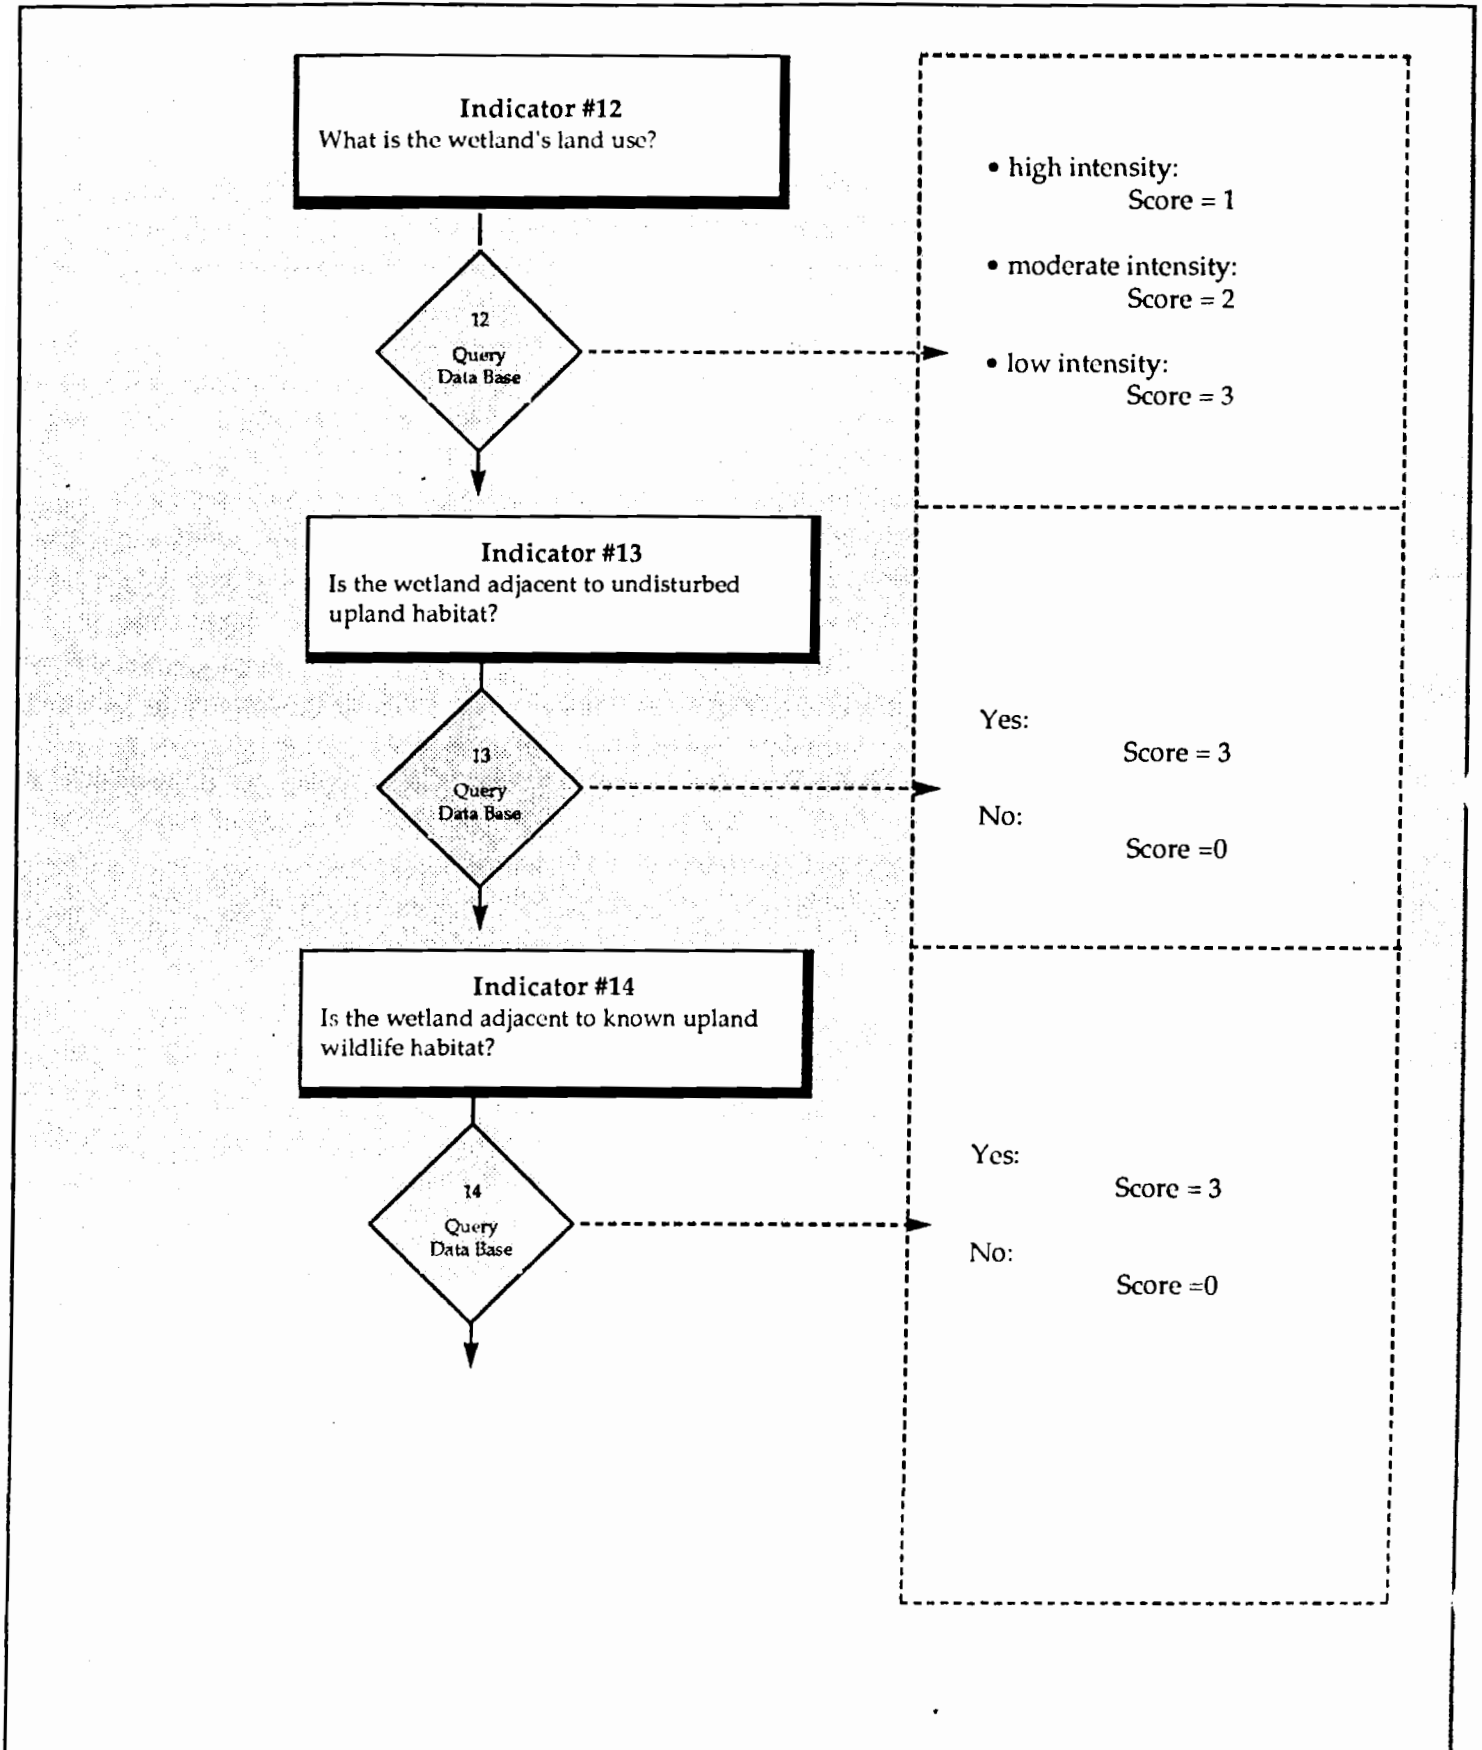 Indicator #12
What is the wetland's land use?
• high intensity:
Score = 1
• moderate intensity:
Score = 2
• low intensity:
Score = 3
12
Query
Data Base
Indicator #13
Is the wetland adjacent to undisturbed
upland habitat?
13
Query
Data Base
Yes:
Score = 3
No:
Score =0
Indicator #14
Is the wetland adjacent to known upland
wildlife habitat?
14
Query
Data Base
Yes:
Score = 3
No:
Score =0